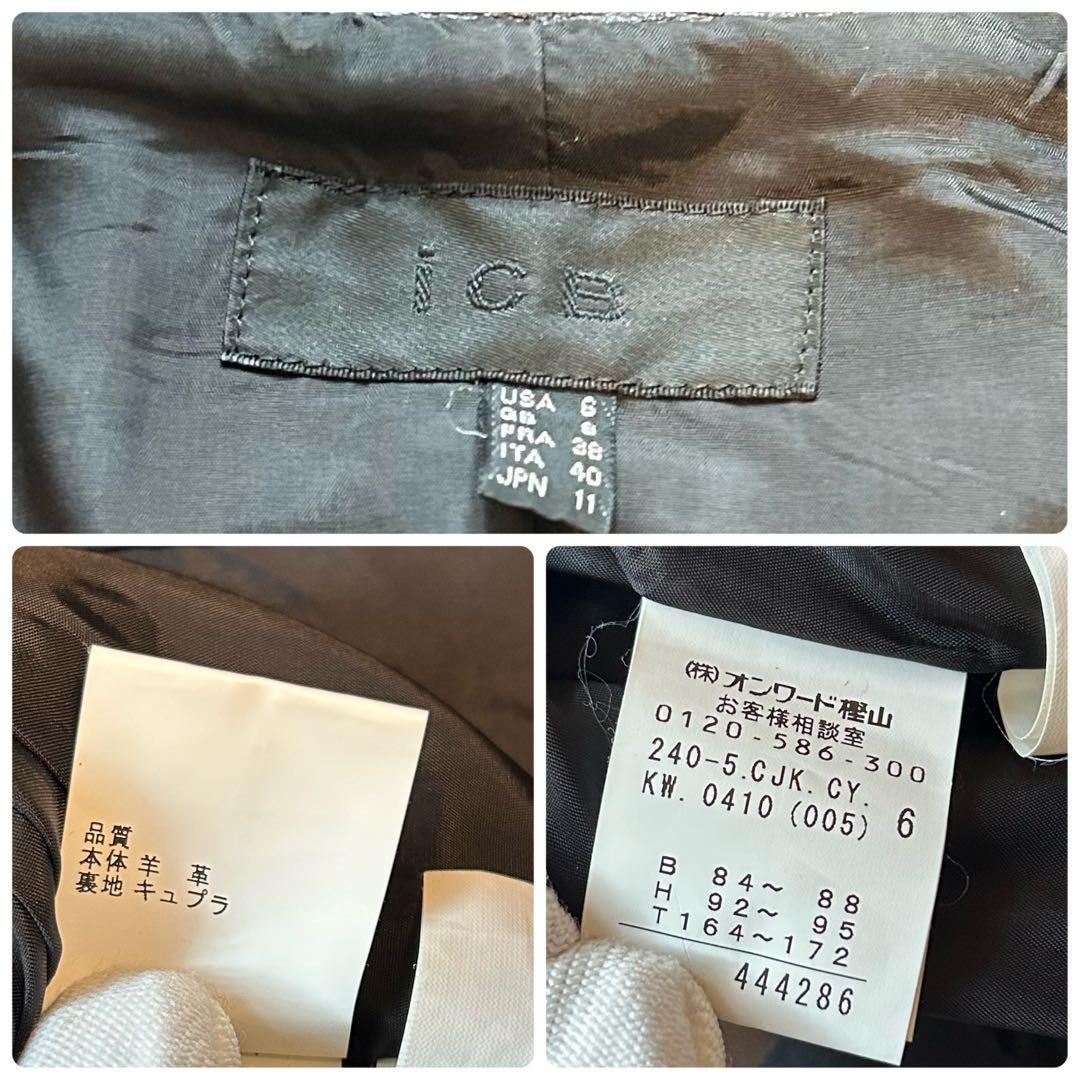 iCB
USA 6
GB 8
FRA 38
ITA 40
JPN 11
品質
本体 羊 革
裏地 キュプラ
(株)オンワード樫山
お客様相談室
0120-586-300
240-5.CJK.CY. 6
KW. 0410 (005)
B 84~ 88
H 92~ 95
T164~172
444286